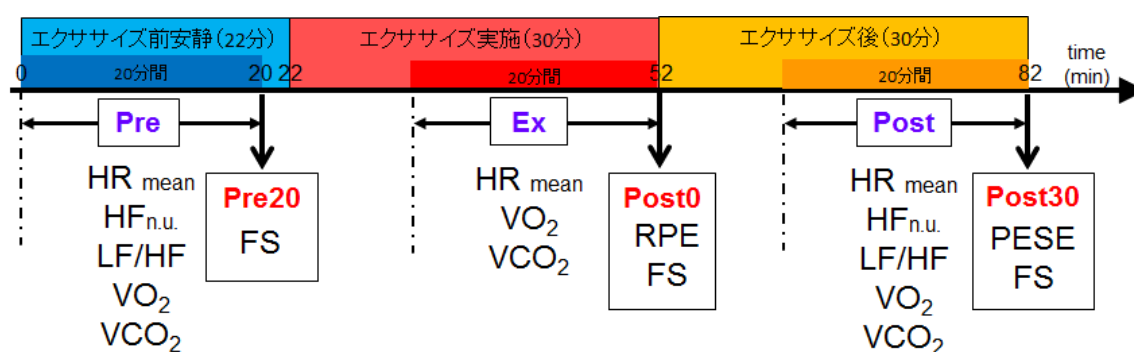 エクササイズ前安静(22分)
エクササイズ実施(30分)
エクササイズ後(30分)
time
(min)
0
20分間
20
22
20分間
52
20分間
82
Pre
HR mean
HFn.u.
LF/HF
VO2
VCO2
Pre20
FS
Ex
HR mean
VO2
VCO2
Post0
RPE
FS
Post
HR mean
HFn.u.
LF/HF
VO2
VCO2
Post30
PESE
FS